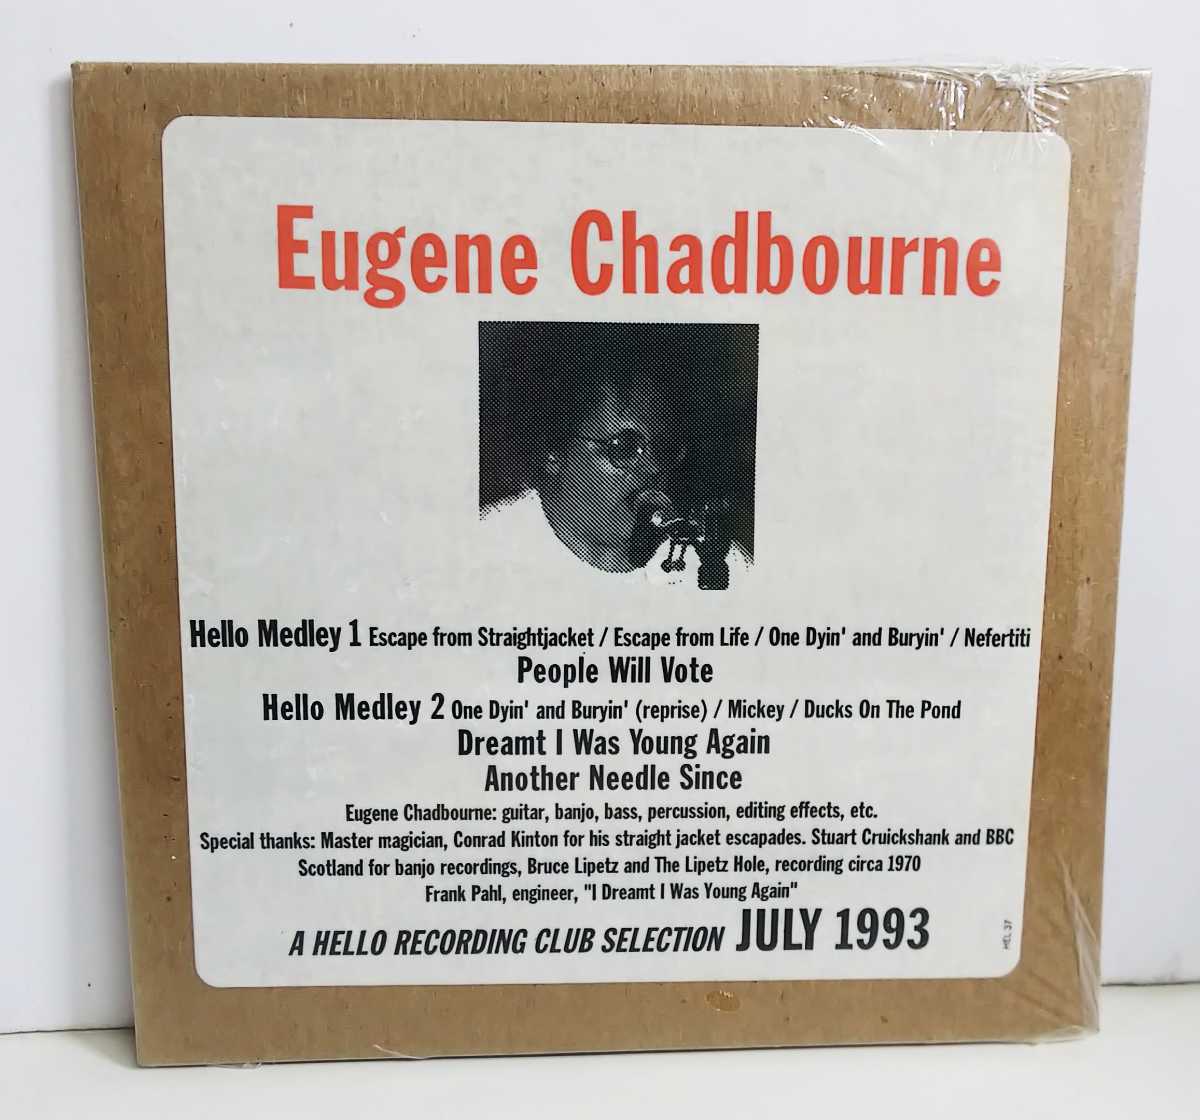 Eugene Chadbourne
Hello Medley 1 Escape from Straightjacket / Escape from Life / One Dyin' and Buryin' / Nefertiti
People Will Vote
Hello Medley 2 One Dyin' and Buryin' (reprise) / Mickey / Ducks On The Pond
Dreamt I Was Young Again
Another Needle Since
Eugene Chadbourne: guitar, banjo, bass, percussion, editing effects, etc.
Special thanks: Master magician, Conrad Kinton for his straight jacket escapades. Stuart Cruickshank and BBC
Scotland for banjo recordings, Bruce Lipetz and The Lipetz Hole, recording circa 1970
Frank Pahl, engineer, "I Dreamt I Was Young Again"
A HELLO RECORDING CLUB SELECTION JULY 1993
HEL 37